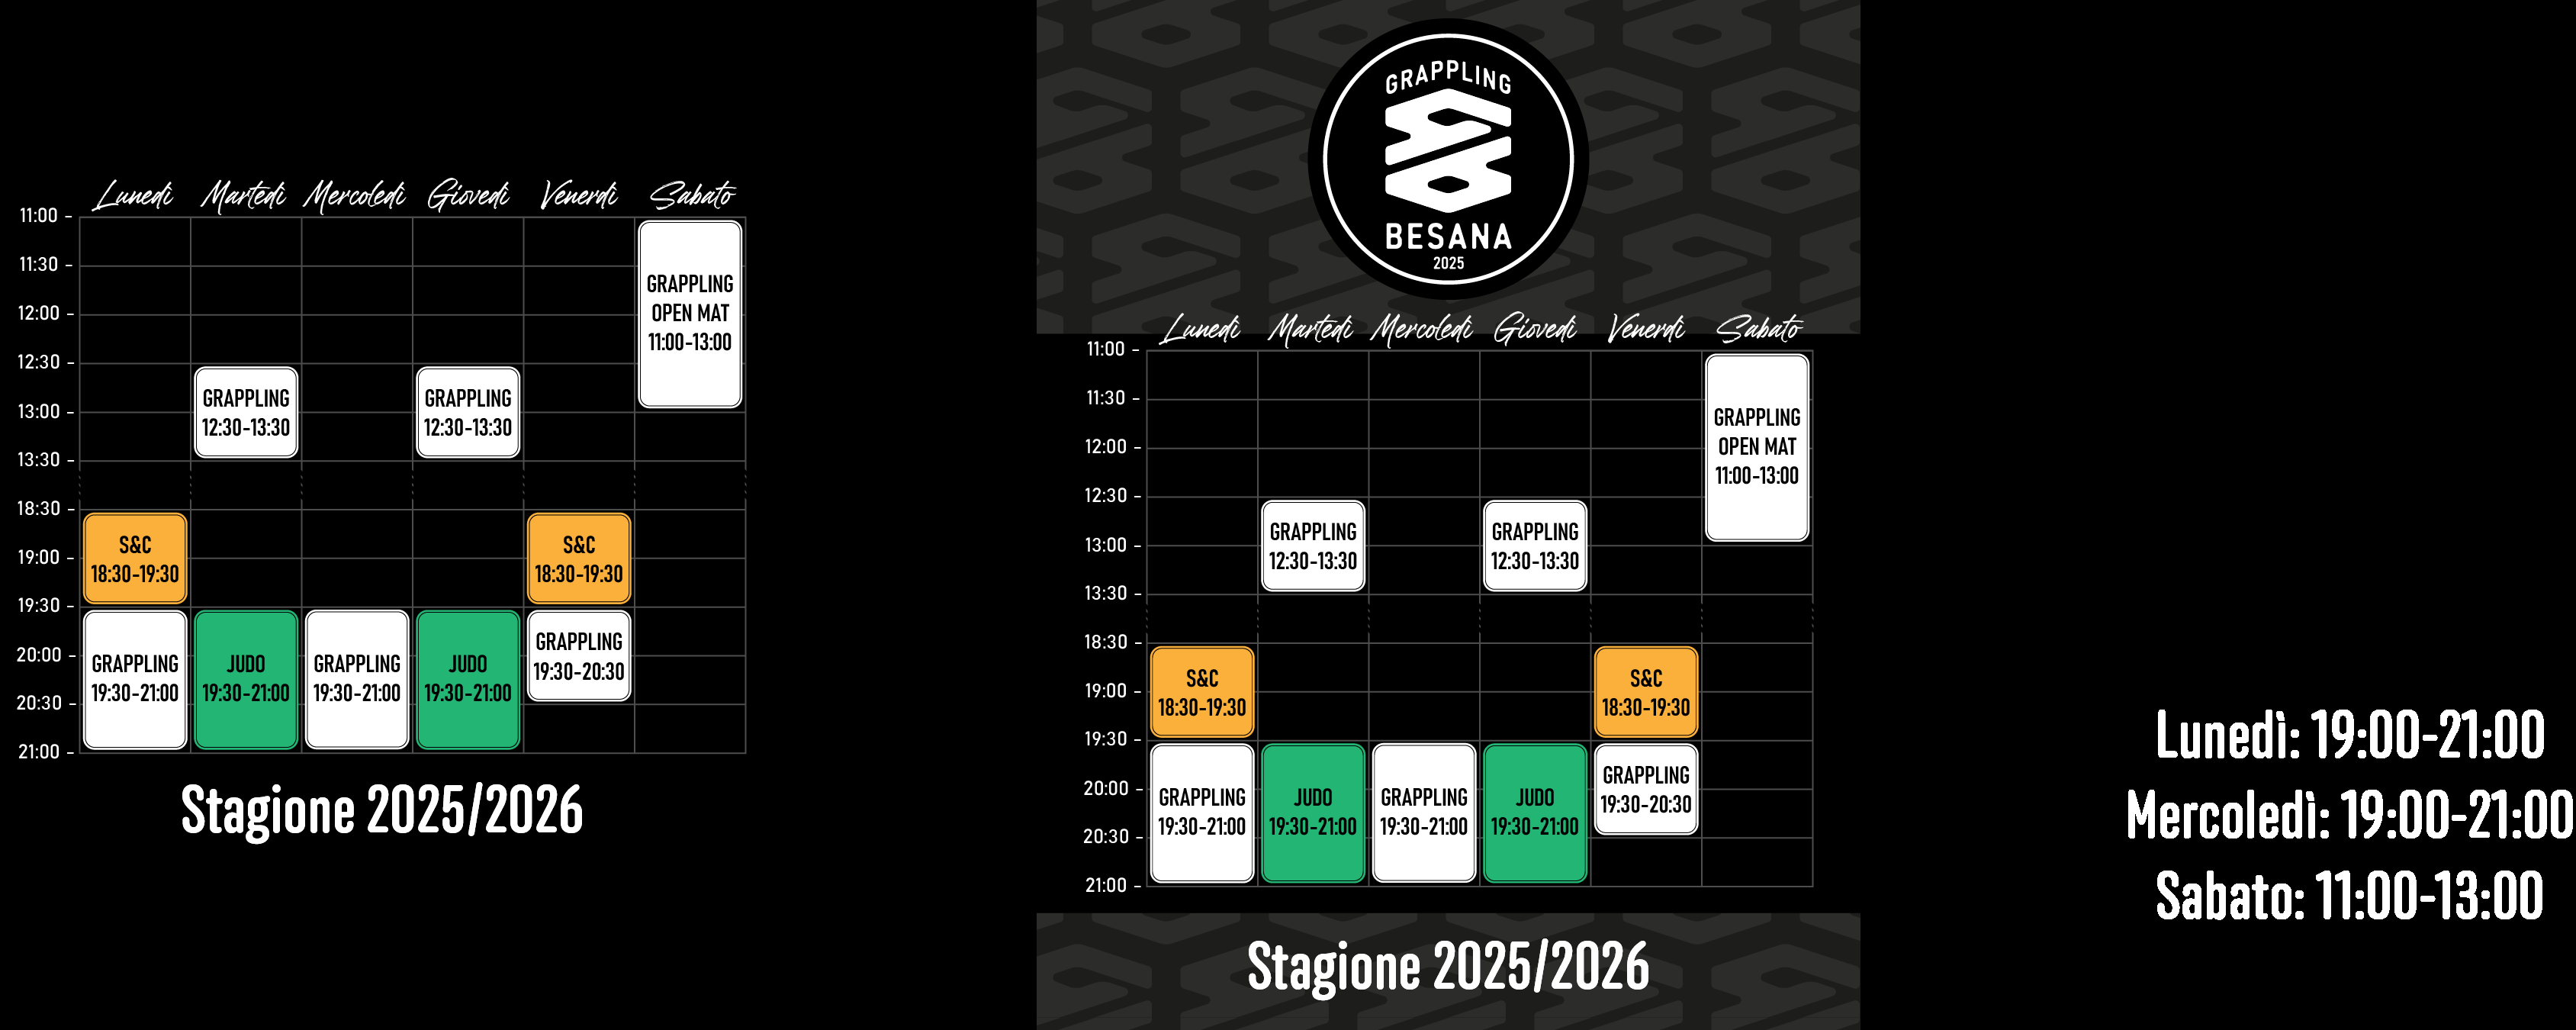 Lunedì Martedì Mercoledì Giovedì Venerdì Sabato
11:00 -
11:30 -
12:00 -
12:30 -
13:00 -
13:30 -
18:30 -
19:00 -
19:30 -
20:00 -
20:30 -
21:00 -
GRAPPLING
OPEN MAT
11:00-13:00
GRAPPLING
12:30-13:30
GRAPPLING
12:30-13:30
S&C
18:30-19:30
S&C
18:30-19:30
GRAPPLING
19:30-21:00
JUDO
19:30-21:00
GRAPPLING
19:30-21:00
JUDO
19:30-21:00
GRAPPLING
19:30-20:30
Stagione 2025/2026
GRAPPLING
BESANA
2025
Lunedì Martedì Mercoledì Giovedì Venerdì Sabato
11:00 -
11:30 -
12:00 -
12:30 -
13:00 -
13:30 -
18:30 -
19:00 -
19:30 -
20:00 -
20:30 -
21:00 -
GRAPPLING
OPEN MAT
11:00-13:00
GRAPPLING
12:30-13:30
GRAPPLING
12:30-13:30
S&C
18:30-19:30
S&C
18:30-19:30
GRAPPLING
19:30-21:00
JUDO
19:30-21:00
GRAPPLING
19:30-21:00
JUDO
19:30-21:00
GRAPPLING
19:30-20:30
Stagione 2025/2026
Lunedì: 19:00-21:00
Mercoledì: 19:00-21:00
Sabato: 11:00-13:00